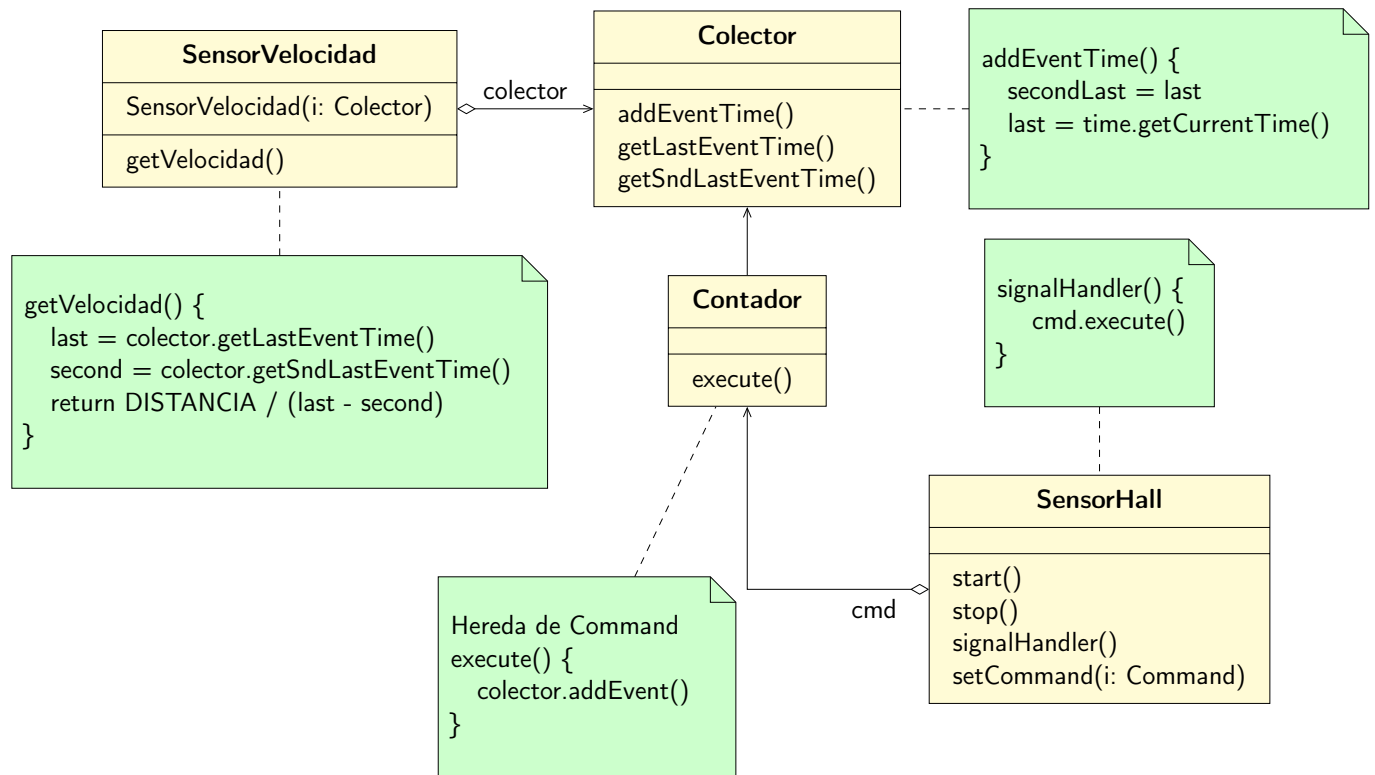 SensorVelocidad
SensorVelocidad(i: Colector)
getVelocidad()
colector
Colector
addEventTime()
getLastEventTime()
getSndLastEventTime()
addEventTime() {
secondLast = last
last = time.getCurrentTime()
}
getVelocidad() {
last = colector.getLastEventTime()
second = colector.getSndLastEventTime()
return DISTANCIA / (last - second)
}
Contador
execute()
signalHandler() {
cmd.execute()
}
Hereda de Command
execute() {
colector.addEvent()
}
cmd
SensorHall
start()
stop()
signalHandler()
setCommand(i: Command)